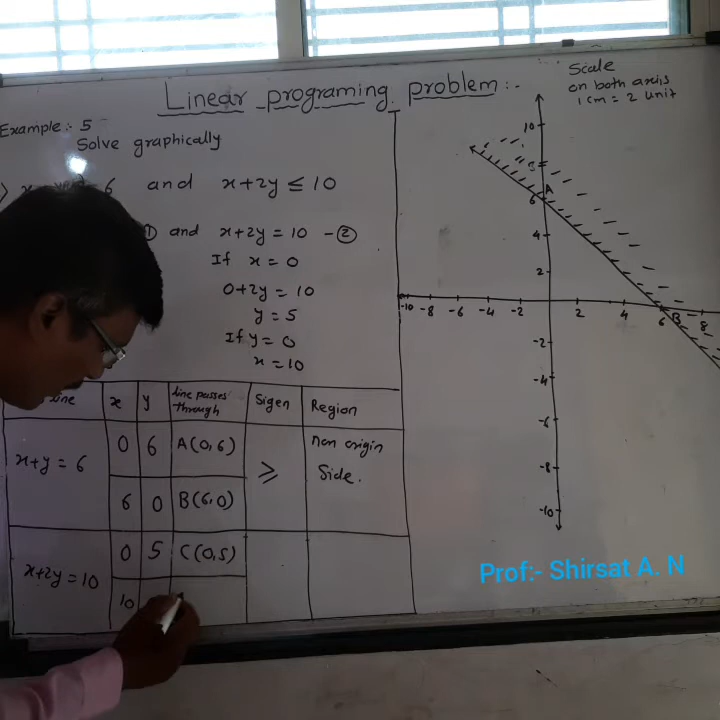 Linear programing problem:-
Example:- 5
Solve graphically
6 and x+2y ≤ 10
① and x+2y = 10 -②
If x = 0
0+2y = 10
y = 5
If y = 0
x = 10
line x y line passes through Sigen Region
x+y = 6 0 6 A(0,6) ≥ non origin Side.
6 0 B(6,0)
x+2y = 10 0 5 C(0,5)
10
Scale
on both axis
1 cm = 2 unit
10
8
A
6
4
2
-10 -8 -6 -4 -2 2 4 6 B 8
-2
-4
-6
-8
-10
Prof:- Shirsat A. N